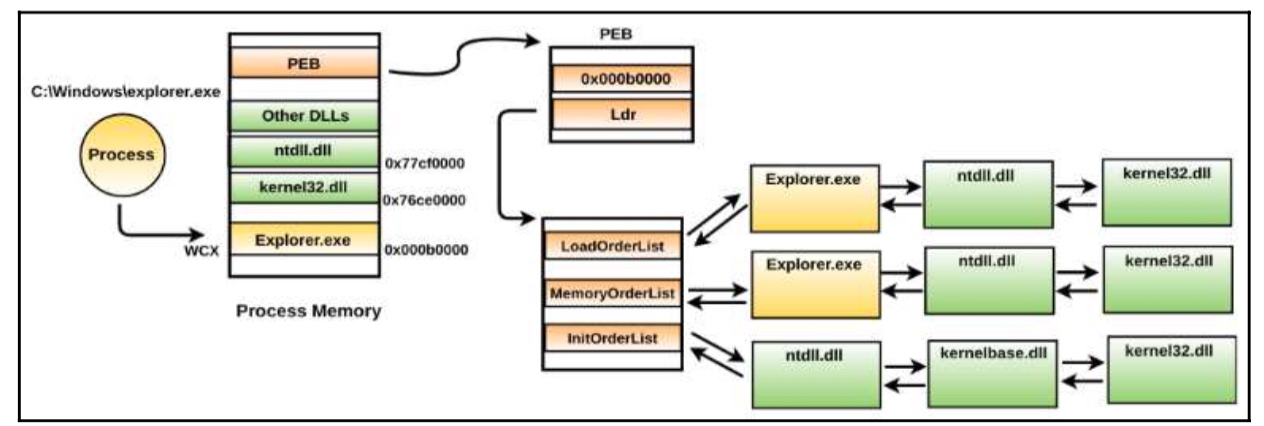 C:\Windows\explorer.exe
Process
WCX
PEB
Other DLLs
ntdll.dll
0x77cf0000
kernel32.dll
0x76ce0000
Explorer.exe
0x000b0000
Process Memory
PEB
0x000b0000
Ldr
LoadOrderList
MemoryOrderList
InitOrderList
Explorer.exe
ntdll.dll
kernel32.dll
Explorer.exe
ntdll.dll
kernel32.dll
ntdll.dll
kernelbase.dll
kernel32.dll